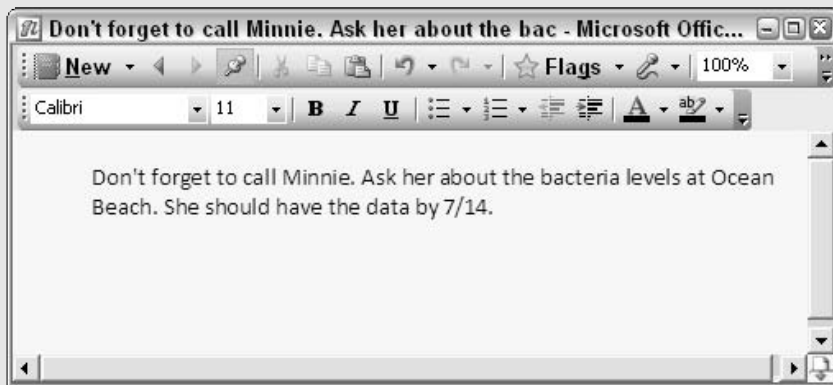 Don't forget to call Minnie. Ask her about the bac - Microsoft Offic...
New Flags 100%
Calibri 11 B I U A ab
Don't forget to call Minnie. Ask her about the bacteria levels at Ocean
Beach. She should have the data by 7/14.